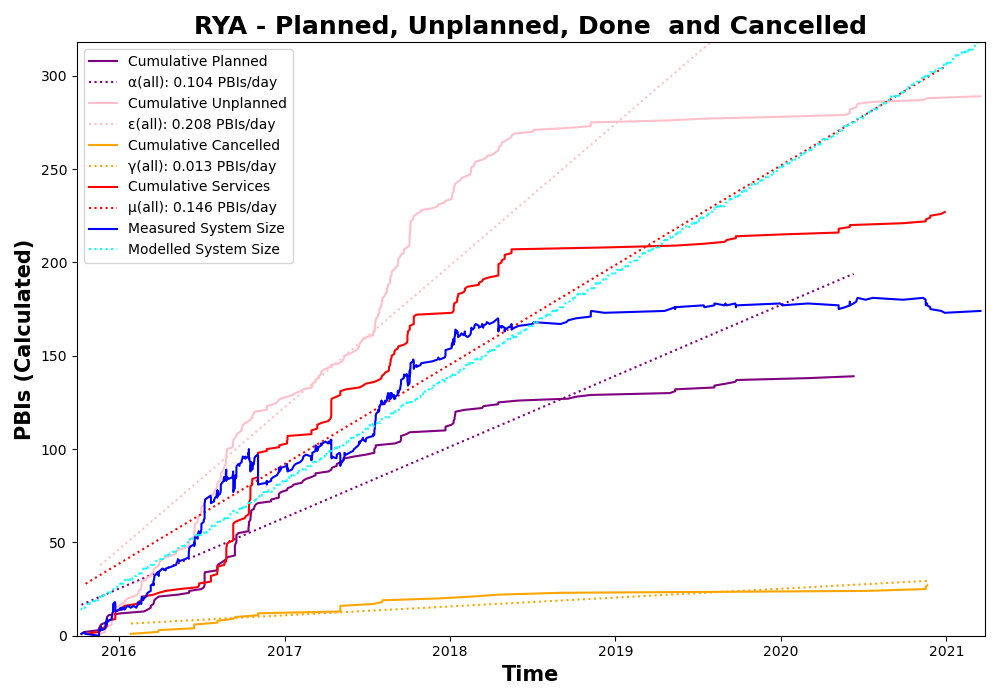 RYA - Planned, Unplanned, Done  and Cancelled
PBIs (Calculated)
300
250
200
150
100
50
0
Cumulative Planned
α(all): 0.104 PBIs/day
Cumulative Unplanned
ε(all): 0.208 PBIs/day
Cumulative Cancelled
γ(all): 0.013 PBIs/day
Cumulative Services
μ(all): 0.146 PBIs/day
Measured System Size
Modelled System Size
2016 2017 2018 2019 2020 2021
Time